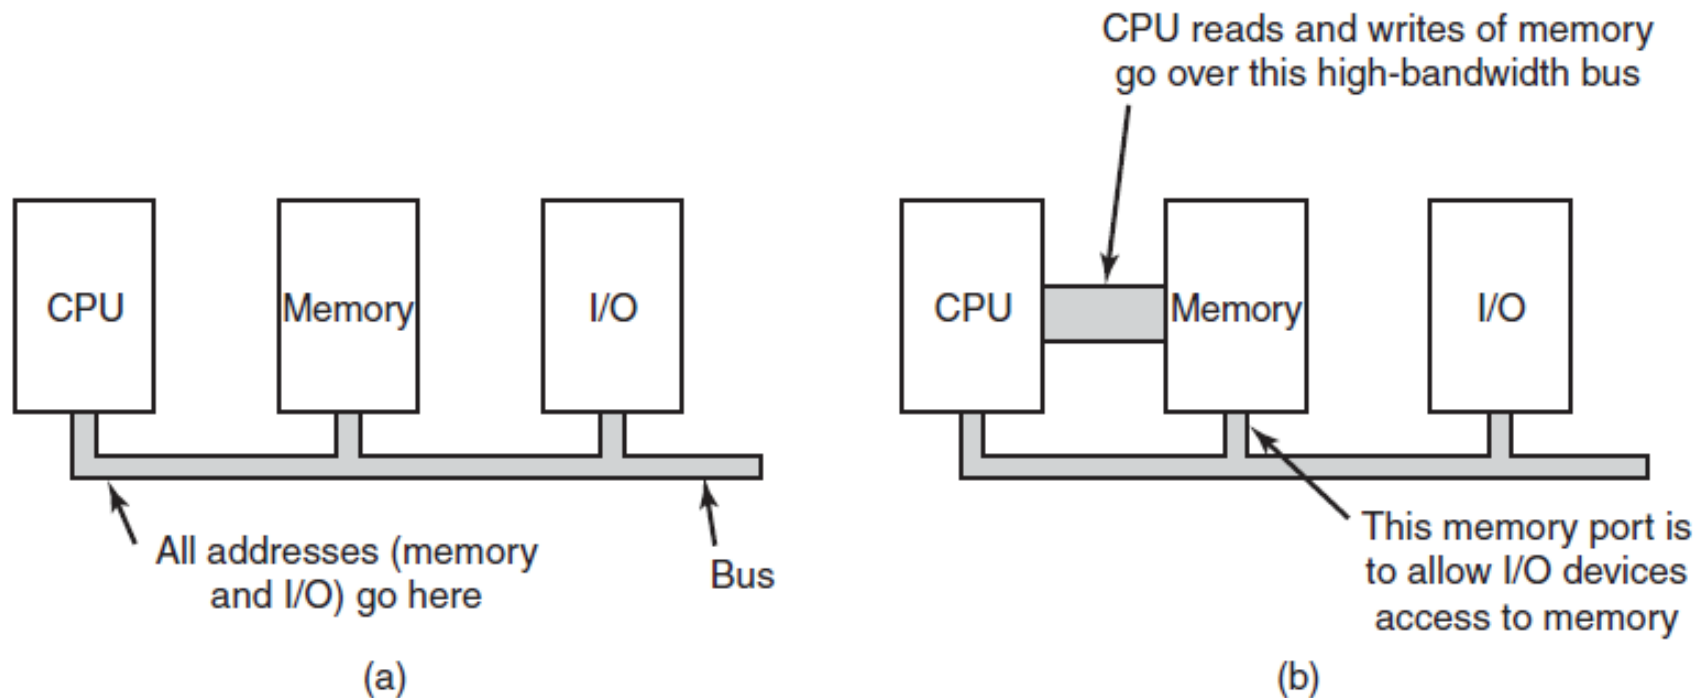 CPU reads and writes of memory
go over this high-bandwidth bus
CPU
Memory
I/O
CPU
Memory
I/O
All addresses (memory
and I/O) go here
Bus
This memory port is
to allow I/O devices
access to memory
(a)
(b)